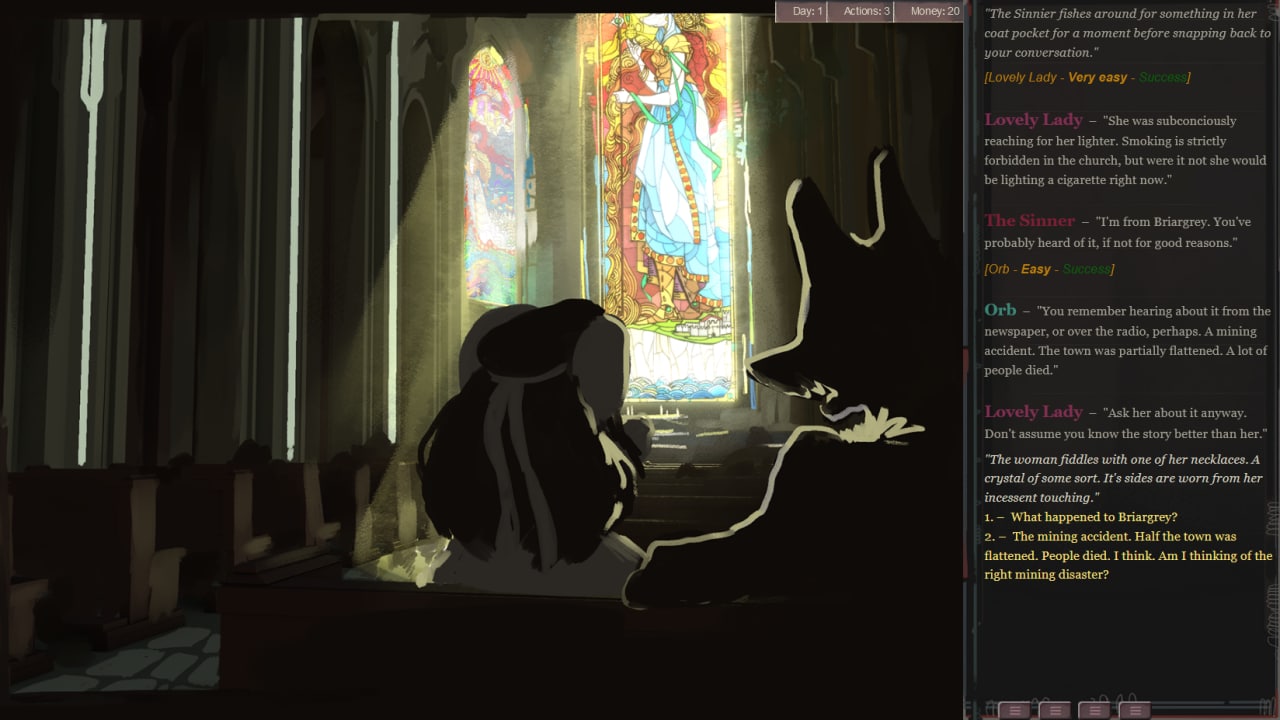 Day: 1 Actions: 3 Money: 20
"The Sinnier fishes around for something in her
coat pocket for a moment before snapping back to
your conversation."
[Lovely Lady - Very easy - Success]
Lovely Lady – "She was subconciously
reaching for her lighter. Smoking is strictly
forbidden in the church, but were it not she would
be lighting a cigarette right now."
The Sinner – "I'm from Briargrey. You've
probably heard of it, if not for good reasons."
[Orb - Easy - Success]
Orb – "You remember hearing about it from the
newspaper, or over the radio, perhaps. A mining
accident. The town was partially flattened. A lot of
people died."
Lovely Lady – "Ask her about it anyway.
Don't assume you know the story better than her."
"The woman fiddles with one of her necklaces. A
crystal of some sort. It's sides are worn from her
incessent touching."
1. – What happened to Briargrey?
2. – The mining accident. Half the town was
flattened. People died. I think. Am I thinking of the
right mining disaster?